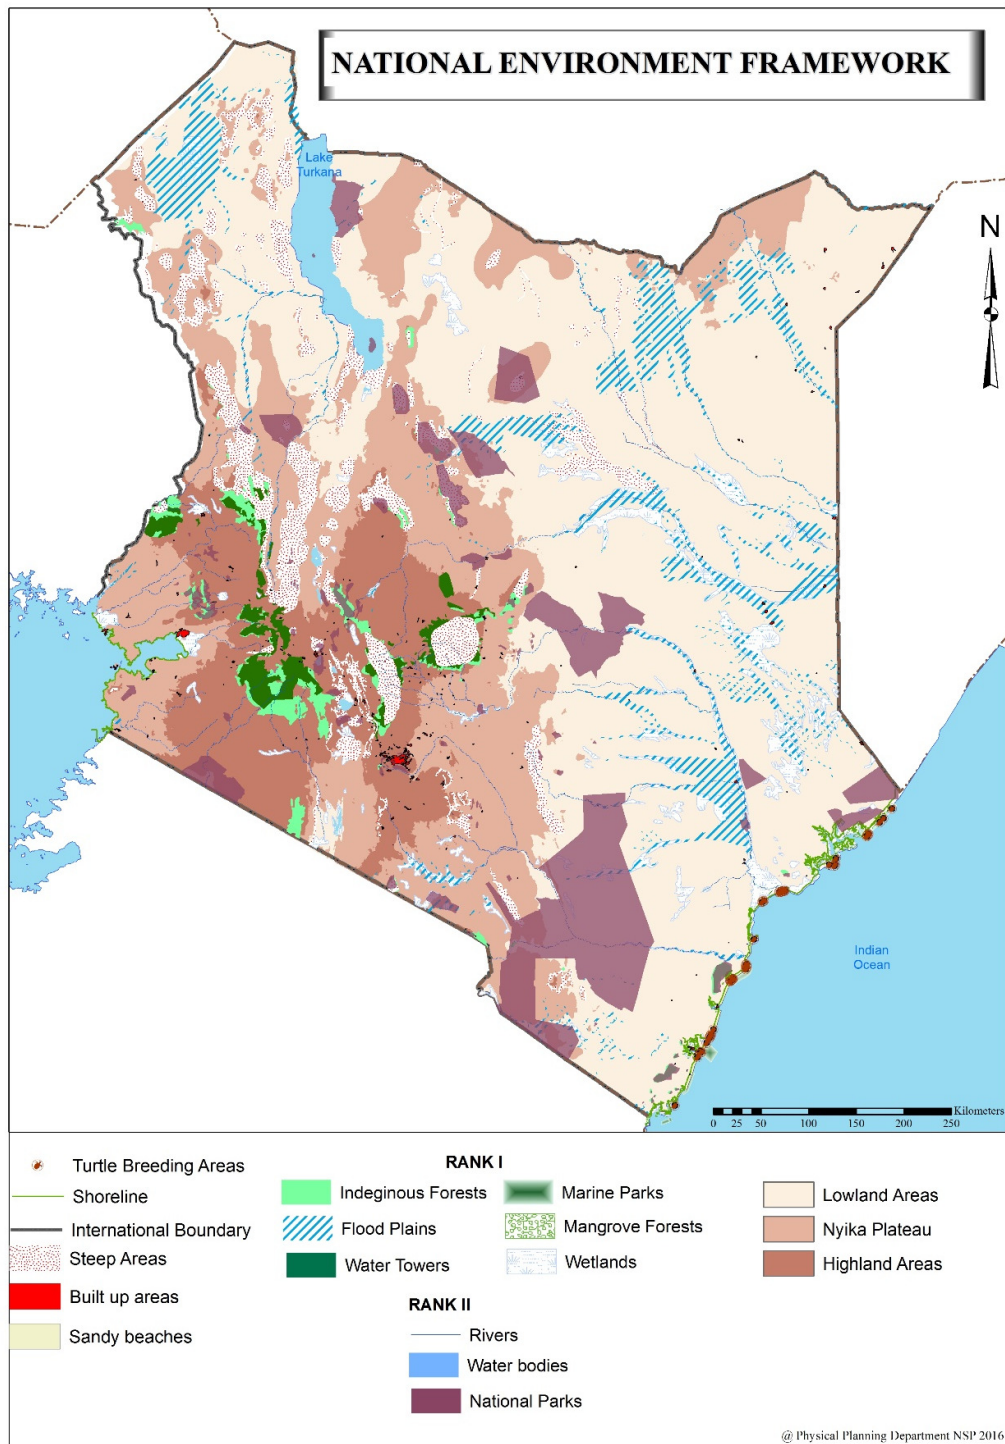 NATIONAL ENVIRONMENT FRAMEWORK
Lake
Turkana
N
Indian
Ocean
Kilometers
0 25 50 100 150 200 250
Turtle Breeding Areas
Shoreline
International Boundary
Steep Areas
Built up areas
Sandy beaches
RANK I
Indeginous Forests
Flood Plains
Water Towers
Marine Parks
Mangrove Forests
Wetlands
RANK II
Rivers
Water bodies
National Parks
Lowland Areas
Nyika Plateau
Highland Areas
@ Physical Planning Department NSP 2016